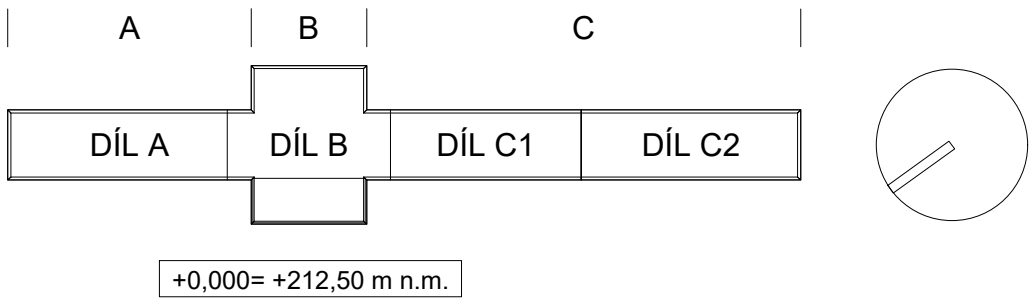 A B C
DÍL A DÍL B DÍL C1 DÍL C2
+0,000= +212,50 m n.m.